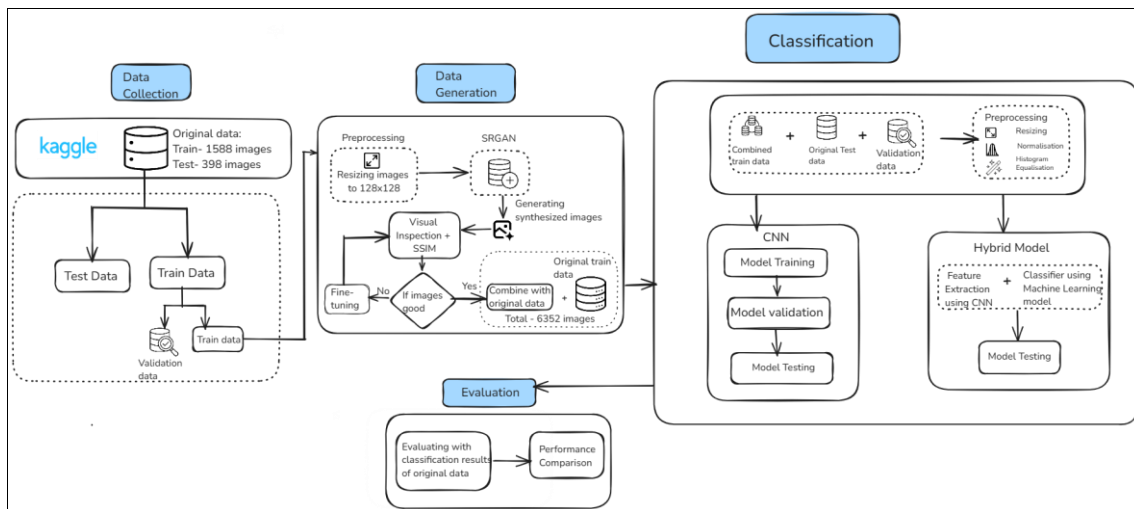 Classification
Data
Collection
kaggle
Original data:
Train- 1588 images
Test- 398 images
Test Data
Train Data
Validation
data
Train data
Data
Generation
Preprocessing
Resizing images
to 128x128
SRGAN
Generating
synthesized images
Visual
Inspection +
SSIM
Fine-
tuning
No
If images
good
Yes
Combine with
original data
+
Original train
data
Total - 6352 images
Combined
train data
+
Original Test
data
+
Validation
data
Preprocessing
Resizing
Normalisation
Histogram
Equalisation
CNN
Model Training
Model validation
Model Testing
Hybrid Model
Feature
Extraction
using CNN
+
Classifier using
Machine Learning
model
Model Testing
Evaluation
Evaluating with
classification results
of original data
Performance
Comparison